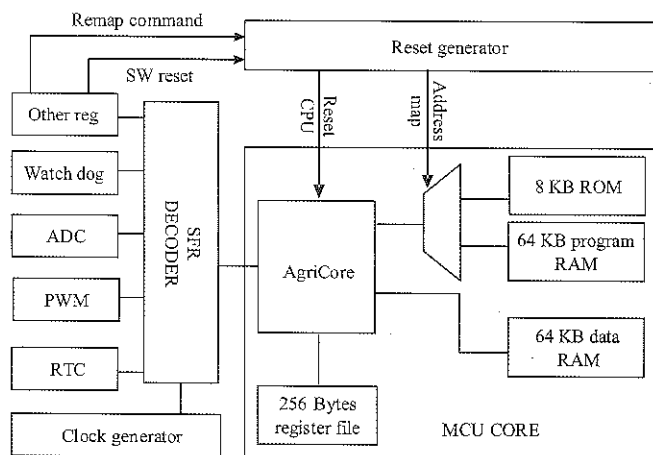 Remap command
Reset generator
SW reset
Other reg
Reset
CPU
Address
map
Watch dog
SFR
DECODER
8 KB ROM
ADC
64 KB program
RAM
AgriCore
PWM
64 KB data
RAM
RTC
256 Bytes
register file
Clock generator
MCU CORE